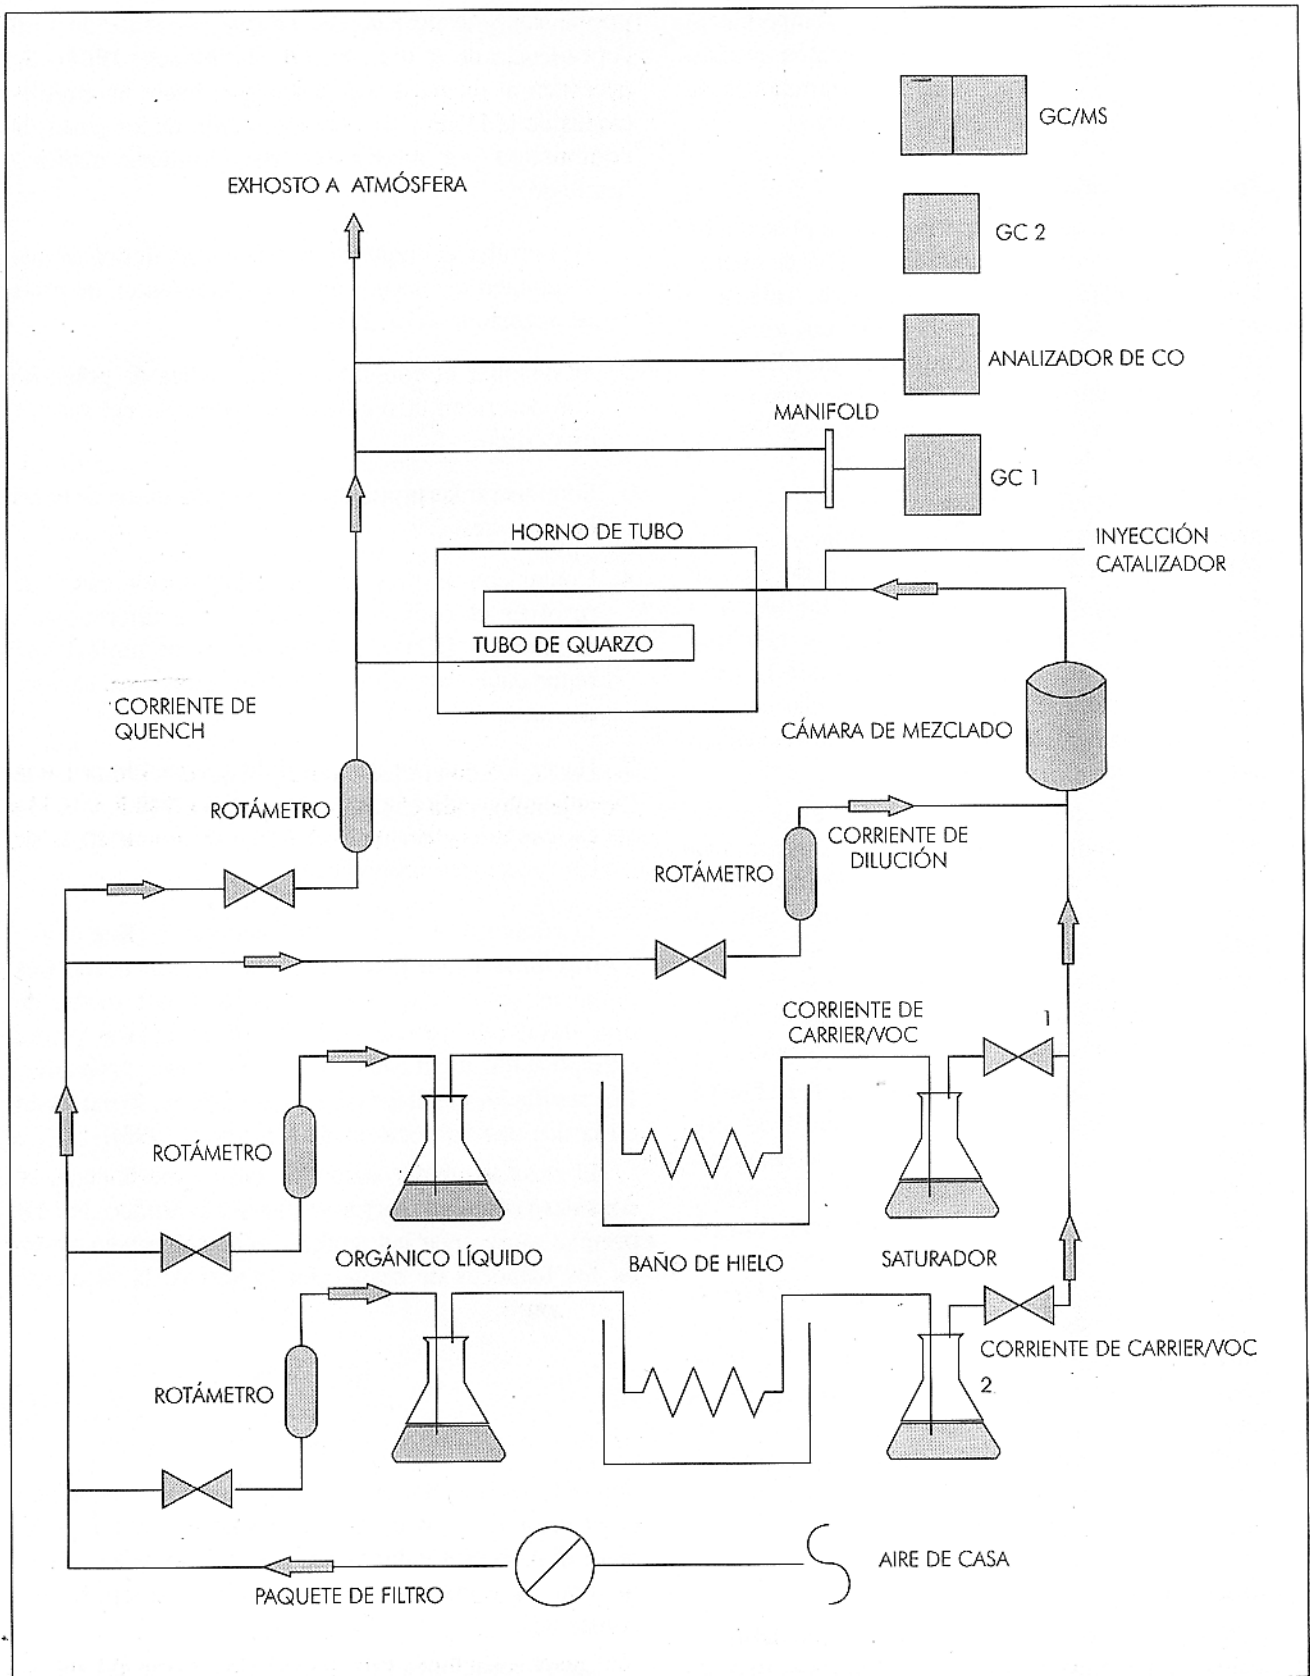 GC/MS
EXHOSTO A ATMÓSFERA
GC 2
ANALIZADOR DE CO
MANIFOLD
GC 1
HORNO DE TUBO
INYECCIÓN
CATALIZADOR
TUBO DE QUARZO
CORRIENTE DE
QUENCH
CÁMARA DE MEZCLADO
ROTÁMETRO
CORRIENTE DE
DILUCIÓN
ROTÁMETRO
CORRIENTE DE
CARRIER/VOC
1
ROTÁMETRO
ORGÁNICO LÍQUIDO
BAÑO DE HIELO
SATURADOR
CORRIENTE DE CARRIER/VOC
2
ROTÁMETRO
AIRE DE CASA
PAQUETE DE FILTRO